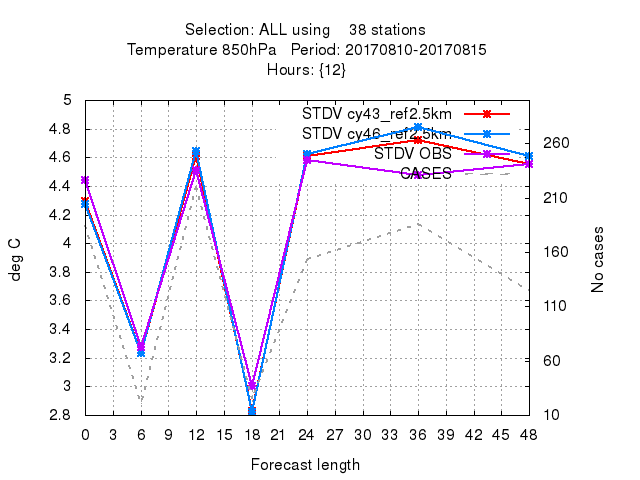 Selection: ALL using 38 stations
Temperature 850hPa Period: 20170810-20170815
Hours: {12}
STDV cy43_ref2.5km
STDV cy46_ref2.5km
STDV OBS
CASES
5
4.8
4.6
4.4
4.2
4
3.8
3.6
3.4
3.2
3
2.8
deg C
260
210
160
110
60
10
No cases
0 3 6 9 12 15 18 21 24 27 30 33 36 39 42 45 48
Forecast length